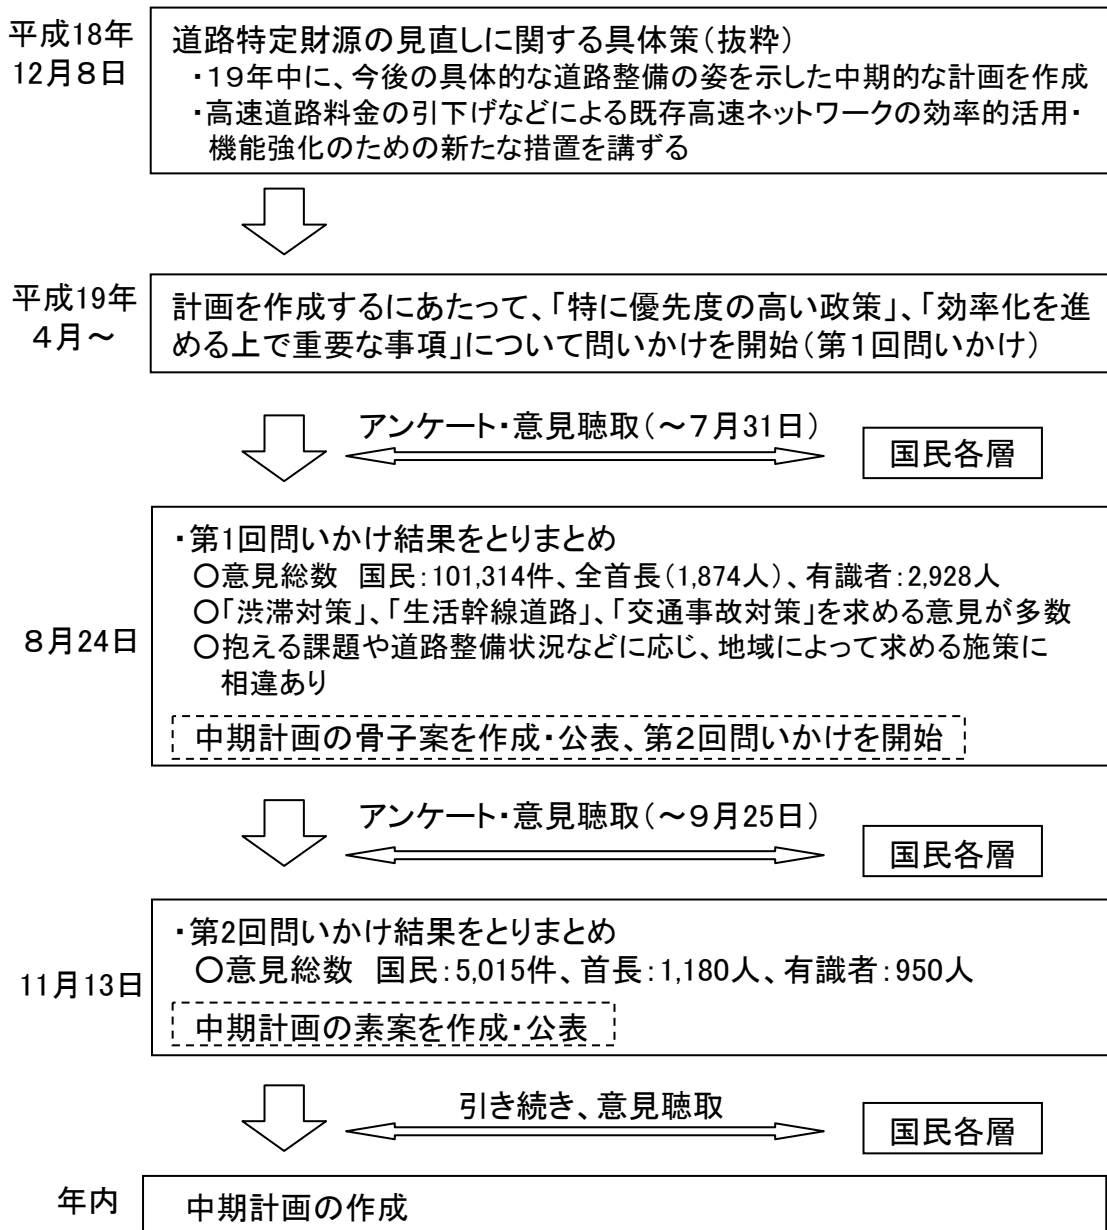 平成18年
12月8日
道路特定財源の見直しに関する具体策(抜粋)
・19年中に、今後の具体的な道路整備の姿を示した中期的な計画を作成
・高速道路料金の引下げなどによる既存高速ネットワークの効率的活用・
機能強化のための新たな措置を講ずる
平成19年
4月～
計画を作成するにあたって、「特に優先度の高い政策」、「効率化を進
める上で重要な事項」について問いかけを開始(第1回問いかけ)
アンケート・意見聴取(～7月31日)
国民各層
8月24日
・第1回問いかけ結果をとりまとめ
○意見総数 国民:101,314件、全首長(1,874人)、有識者:2,928人
○「渋滞対策」、「生活幹線道路」、「交通事故対策」を求める意見が多数
○抱える課題や道路整備状況などに応じ、地域によって求める施策に
相違あり
中期計画の骨子案を作成・公表、第2回問いかけを開始
アンケート・意見聴取(～9月25日)
国民各層
11月13日
・第2回問いかけ結果をとりまとめ
○意見総数 国民:5,015件、首長:1,180人、有識者:950人
中期計画の素案を作成・公表
引き続き、意見聴取
国民各層
年内
中期計画の作成